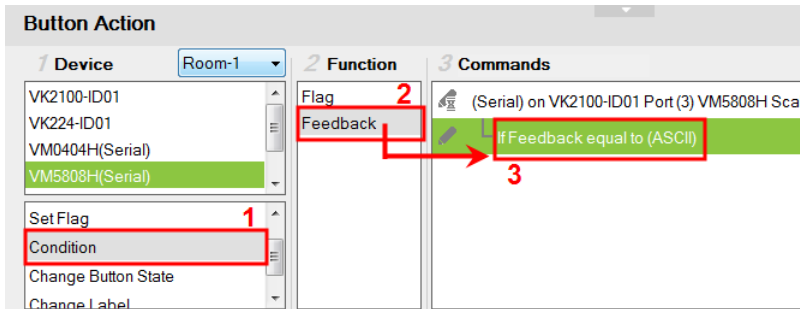 Button Action
1 Device
Room-1
2 Function
3 Commands
VK2100-ID01
VK224-ID01
VM0404H(Serial)
VM5808H(Serial)
Set Flag
1
Condition
Change Button State
Change Label
Flag
2
Feedback
(Serial) on VK2100-ID01 Port (3) VM5808H Sca
If Feedback equal to (ASCII)
3